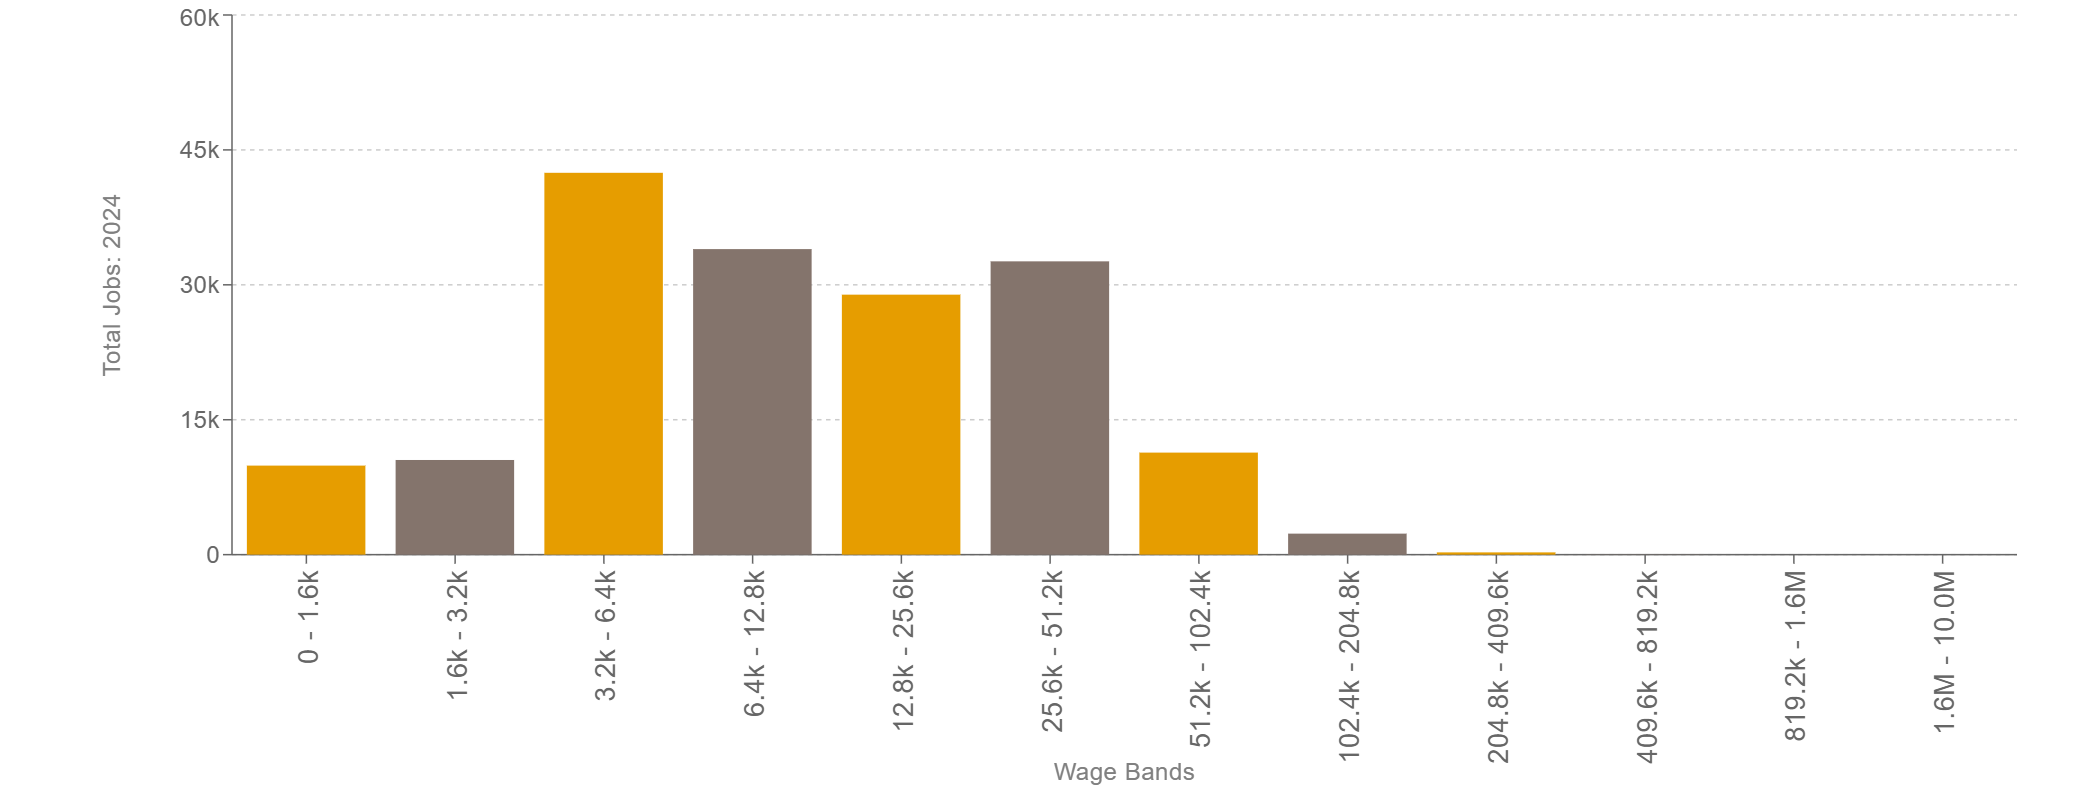 60k
45k
30k
15k
0
Total Jobs: 2024
0 - 1.6k
1.6k - 3.2k
3.2k - 6.4k
6.4k - 12.8k
12.8k - 25.6k
25.6k - 51.2k
51.2k - 102.4k
102.4k - 204.8k
204.8k - 409.6k
409.6k - 819.2k
819.2k - 1.6M
1.6M - 10.0M
Wage Bands